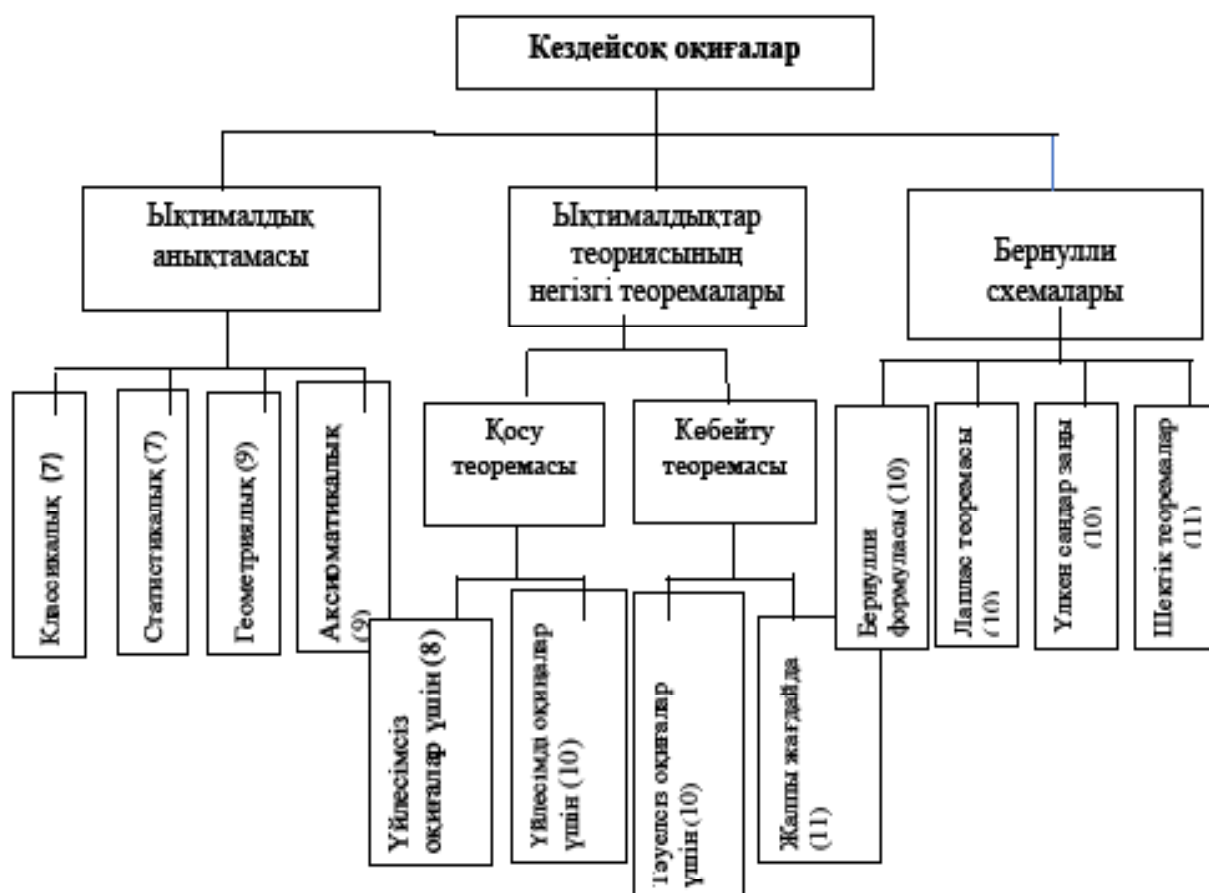 Кездейсоқ оқиғалар
Ықтималдық
анықтамасы
Ықтималдықтар
теориясының
негізгі теоремалары
Бернулли
схемалары
Классикалық (7)
Статистикалық (7)
Геометриялық (9)
Аксиоматикалық
(9)
Қосу
теоремасы
Көбейту
теоремасы
Үйлесімсіз
оқиғалар үшін (8)
Үйлесімді оқиңалар
үшін (10)
Тәуелсіз оқиғалар
үшін (10)
Жалпы жағдайда
(11)
Бернулли
формуласы (10)
Лаплас теоремасы
(10)
Үлкен сандар заңы
(10)
Шектік теоремалар
(11)